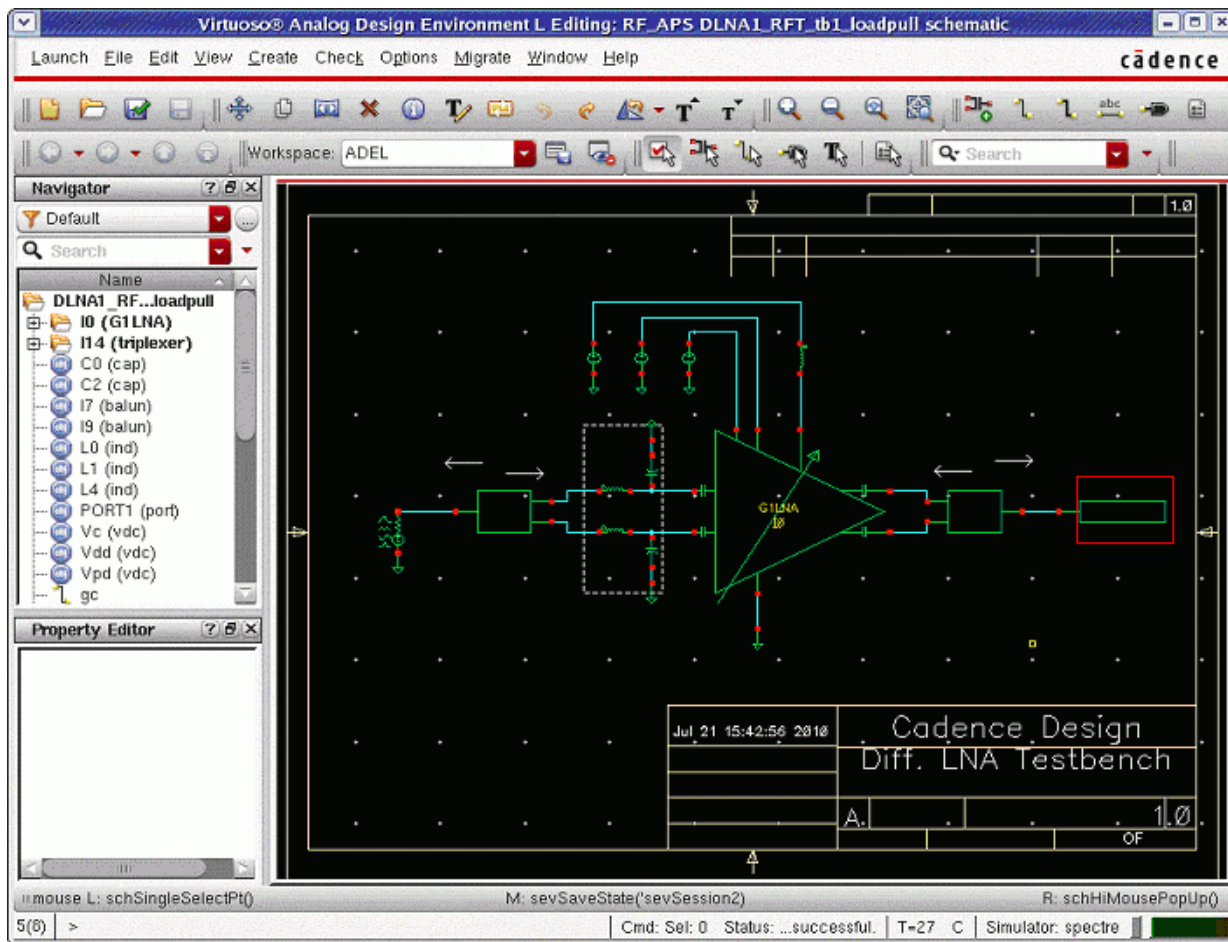 Virtuoso® Analog Design Environment L Editing: RF_APS DLNA1_RFT_tb1_loadpull schematic
Launch File Edit View Create Check Options Migrate Window Help
cādence
abc
Workspace: ADEL
Search
Navigator
Default
Search
Name
DLNA1_RF...loadpull
I0 (G1LNA)
I14 (triplexer)
C0 (cap)
C2 (cap)
I7 (balun)
I9 (balun)
L0 (ind)
L1 (ind)
L4 (ind)
PORT1 (port)
Vc (vdc)
Vdd (vdc)
Vpd (vdc)
gc
Property Editor
1.0
G1LNA
I0
Jul 21 15:42:56 2010
Cadence Design
Diff. LNA Testbench
A
1.0
OF
mouse L: schSingleSelectPt() M: sevSaveState('sevSession2) R: schHiMousePopUp()
5(8) > Cmd: Sel: 0 Status: ...successful. T=27 C Simulator: spectre